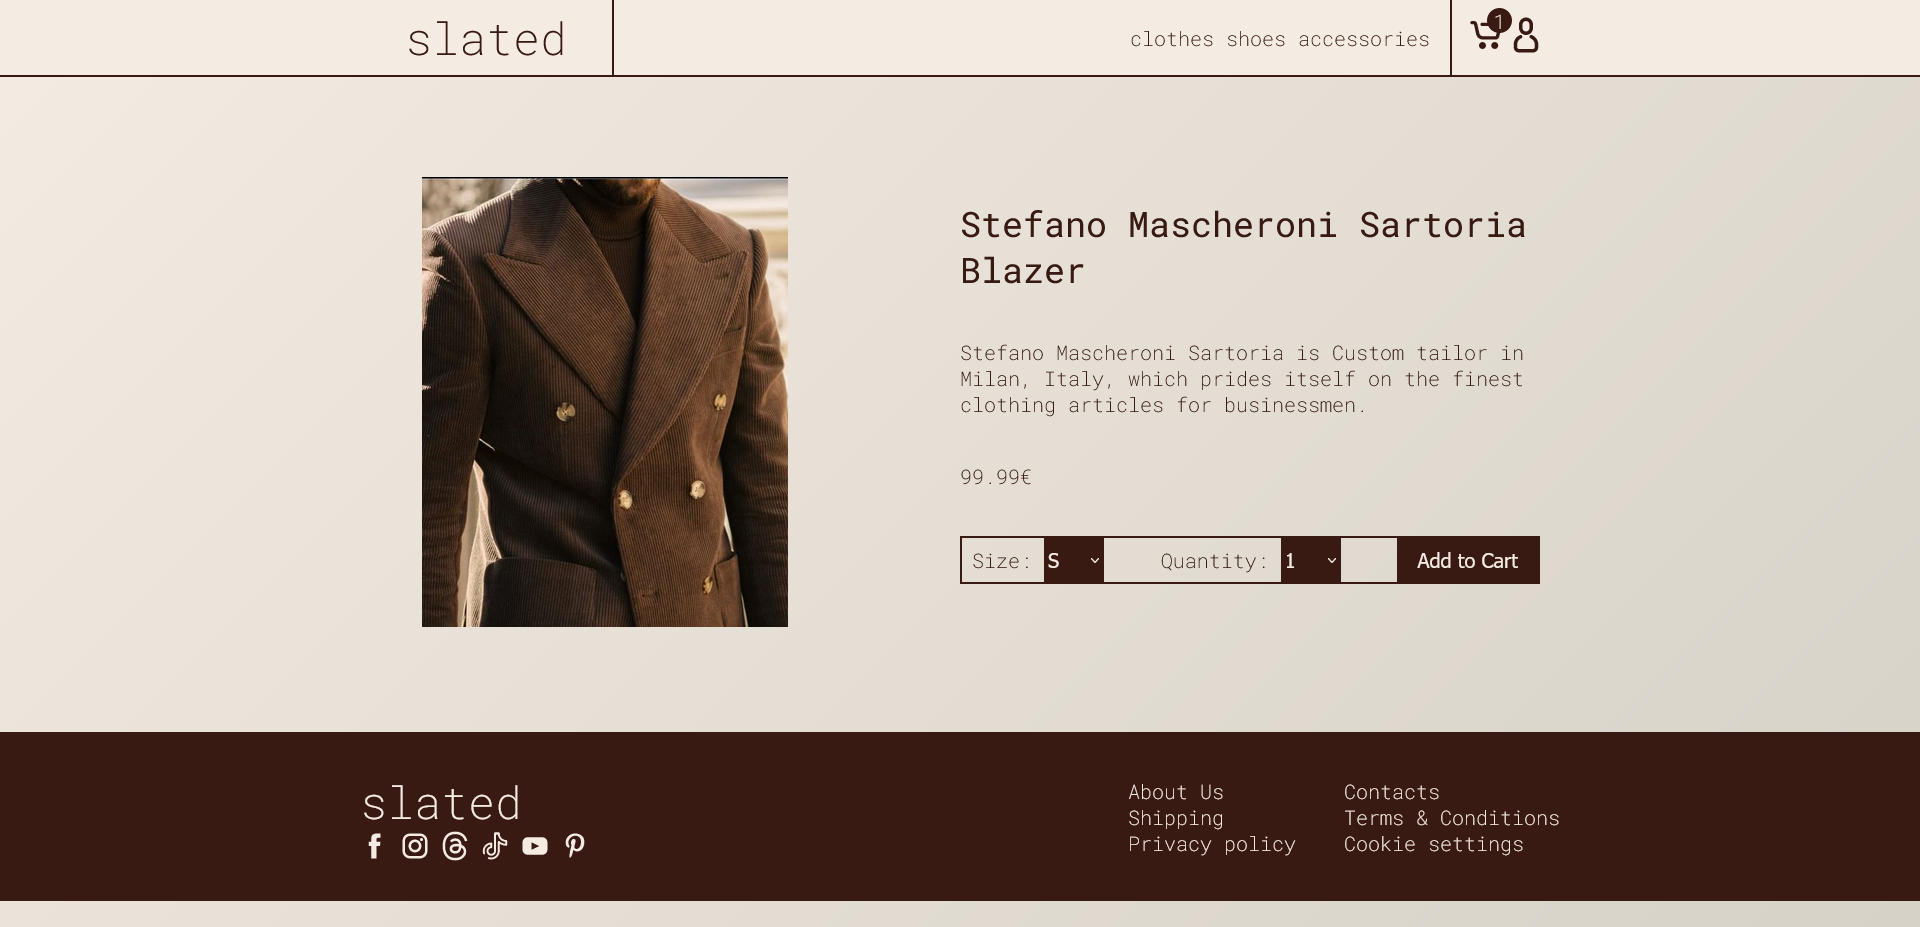 slated
clothes shoes accessories
1
Stefano Mascheroni Sartoria
Blazer
Stefano Mascheroni Sartoria is Custom tailor in
Milan, Italy, which prides itself on the finest
clothing articles for businessmen.
99.99€
Size: S Quantity: 1 Add to Cart
slated
About Us
Shipping
Privacy policy
Contacts
Terms & Conditions
Cookie settings